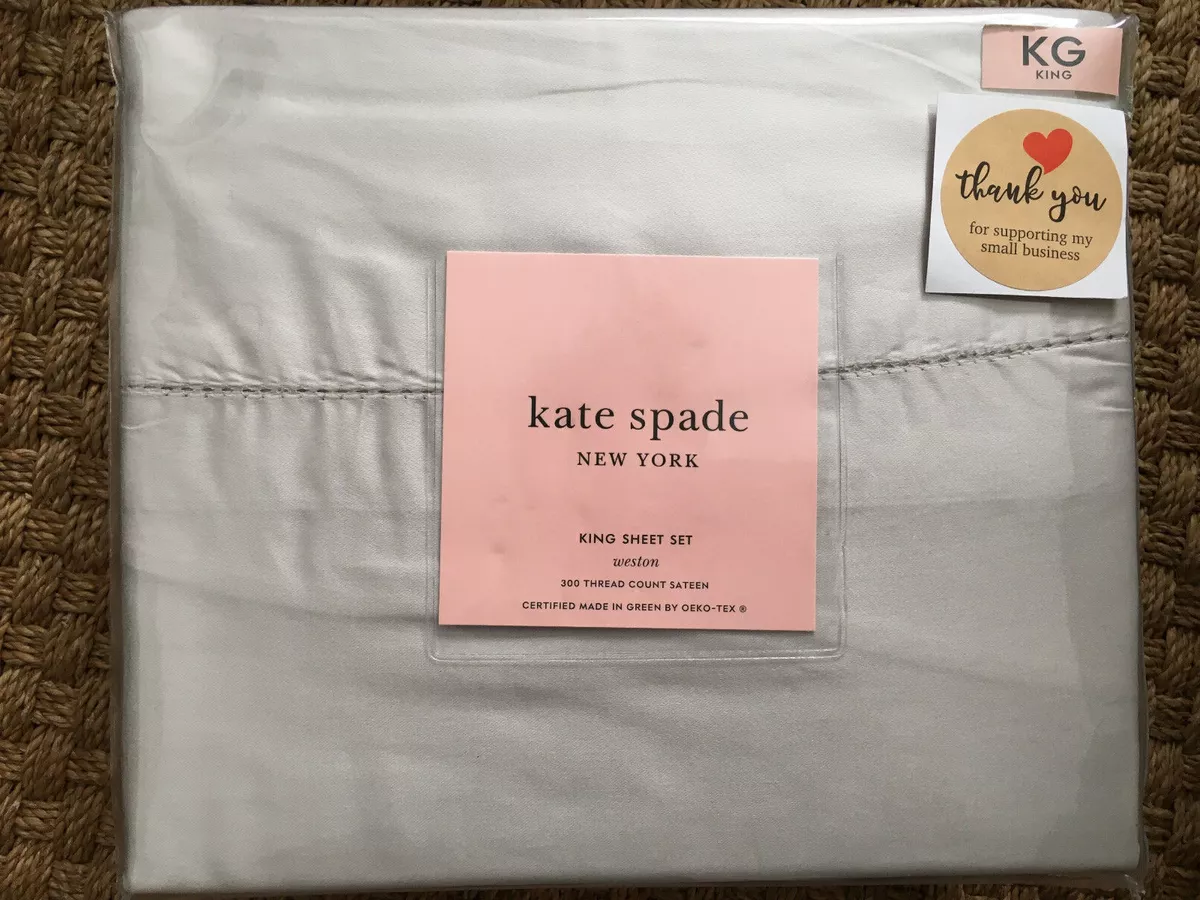 KG
KING
thank you
for supporting my
small business
kate spade
NEW YORK
KING SHEET SET
weston
300 THREAD COUNT SATEEN
CERTIFIED MADE IN GREEN BY OEKO-TEX ®